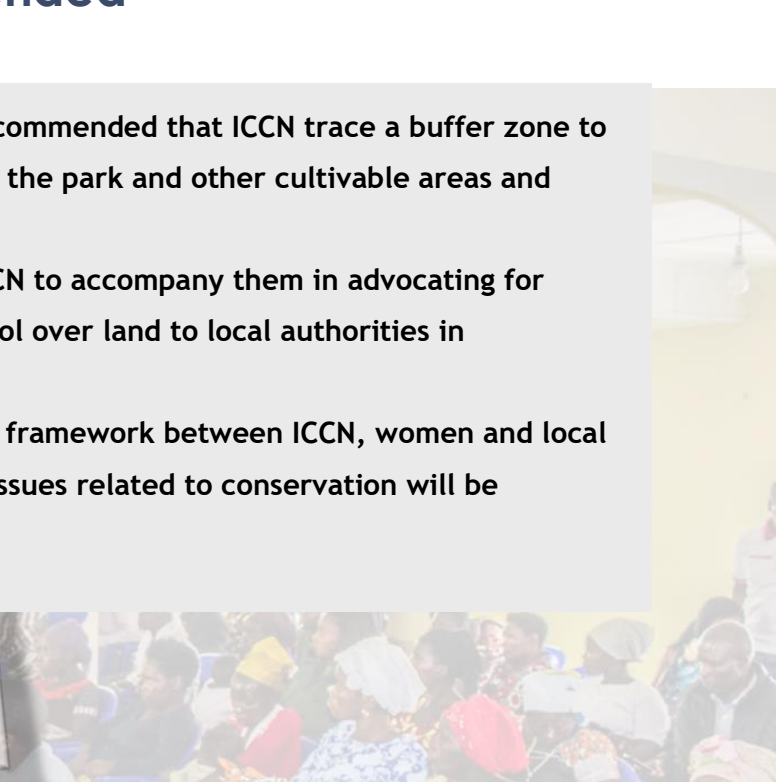 commended that ICCN trace a buffer zone to
the park and other cultivable areas and
CN to accompany them in advocating for
ol over land to local authorities in
framework between ICCN, women and local
ssues related to conservation will be